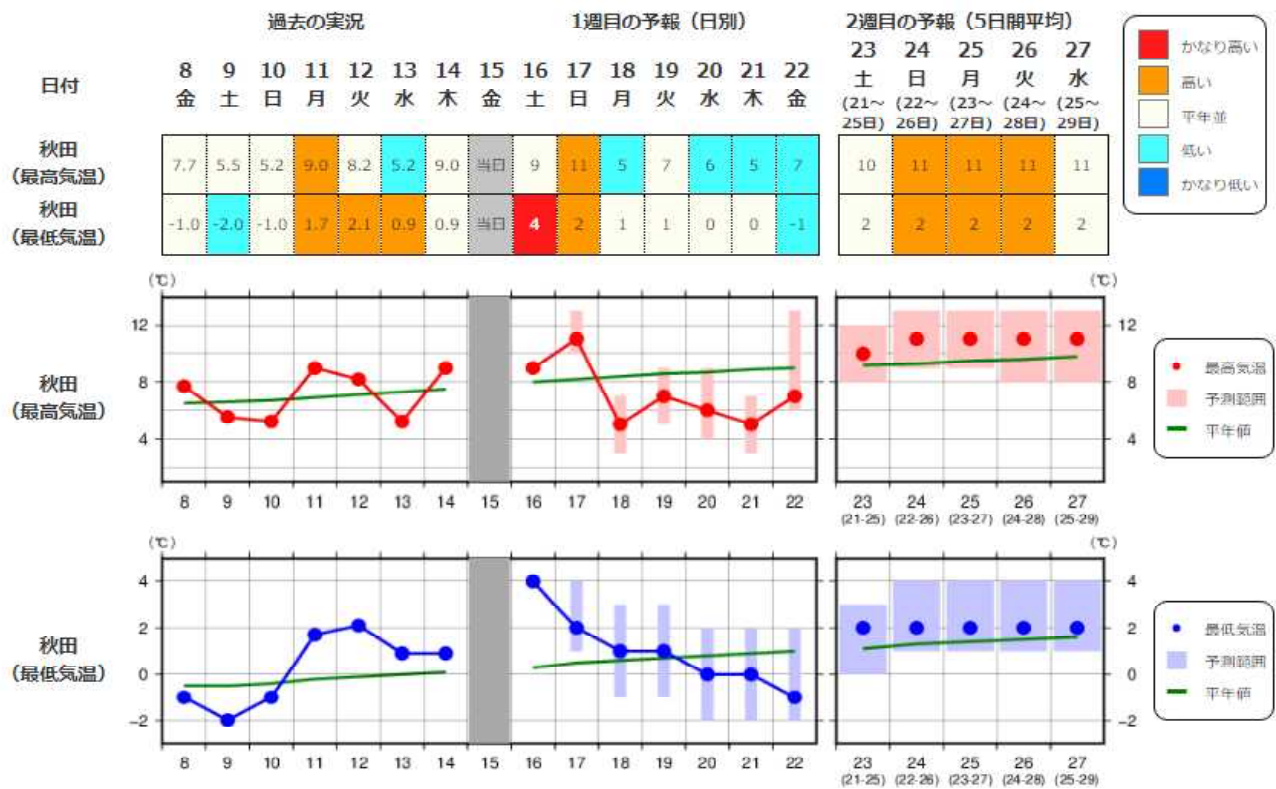 過去の実況 1週目の予報(日別) 2週目の予報(5日間平均)
日付 8 9 10 11 12 13 14 15 16 17 18 19 20 21 22 23 24 25 26 27
金 土 日 月 火 水 木 金 土 日 月 火 水 木 金 土 日 月 火 水
(21~25日) (22~26日) (23~27日) (24~28日) (25~29日)
秋田(最高気温) 7.7 5.5 5.2 9.0 8.2 5.2 9.0 当日 9 11 5 7 6 5 7 10 11 11 11 11
秋田(最低気温) -1.0 -2.0 -1.0 1.7 2.1 0.9 0.9 当日 4 2 1 1 0 0 -1 2 2 2 2 2
かなり高い
高い
平年並
低い
かなり低い
(℃) (℃)
秋田
(最高気温)
12 12
8 8
4 4
8 9 10 11 12 13 14 15 16 17 18 19 20 21 22 23 24 25 26 27
(21-25) (22-26) (23-27) (24-28) (25-29)
最高気温
予測範囲
平年値
(℃) (℃)
秋田
(最低気温)
4 4
2 2
0 0
-2 -2
8 9 10 11 12 13 14 15 16 17 18 19 20 21 22 23 24 25 26 27
(21-25) (22-26) (23-27) (24-28) (25-29)
最低気温
予測範囲
平年値